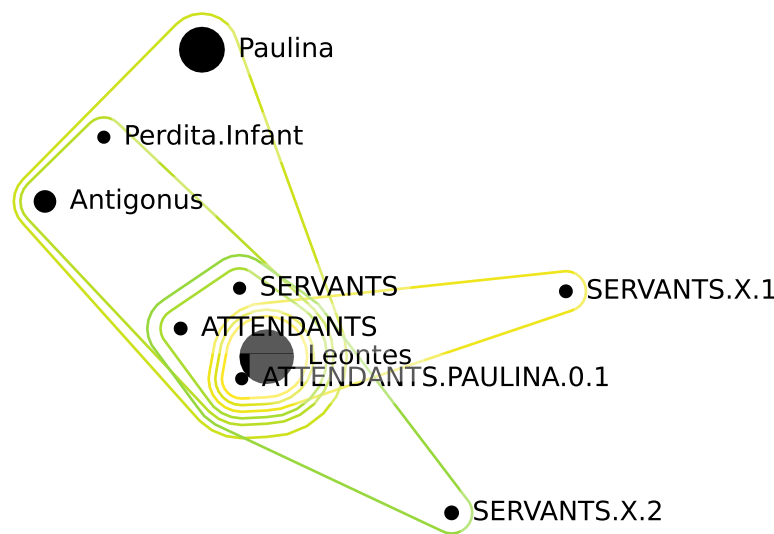 Paulina
Perdita.Infant
Antigonus
SERVANTS
SERVANTS.X.1
ATTENDANTS
Leontes
ATTENDANTS.PAULINA.0.1
SERVANTS.X.2